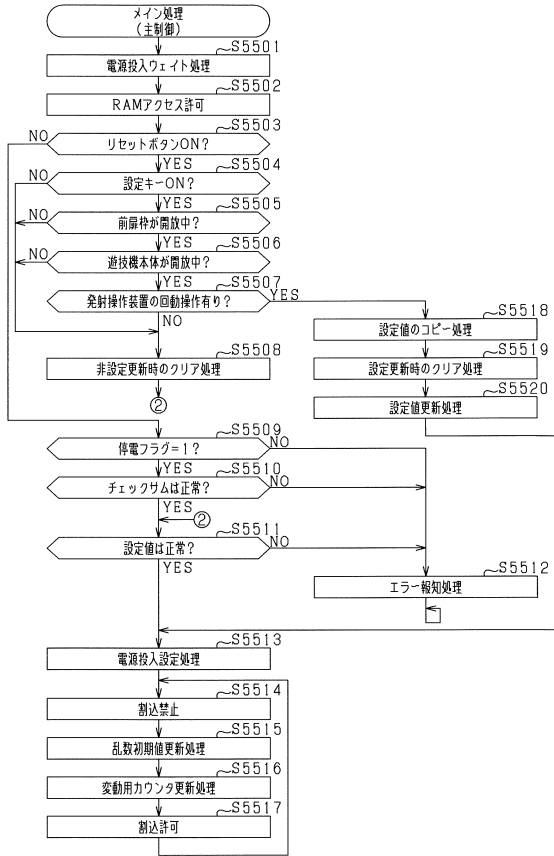 メイン処理
(主制御)
S5501
電源投入ウェイト処理
S5502
RAMアクセス許可
S5503
NO
リセットボタンON?
YES
S5504
NO
設定キーON?
YES
S5505
NO
前扉枠が開放中?
YES
S5506
NO
遊技機本体が開放中?
YES
S5507
発射操作装置の回動操作有り?
YES
NO
S5518
設定値のコピー処理
S5508
非設定更新時のクリア処理
S5519
設定更新時のクリア処理
②
S5520
設定値更新処理
S5509
停電フラグ=1?
NO
YES
S5510
チェックサムは正常?
NO
YES
②
S5511
設定値は正常?
NO
YES
S5512
エラー報知処理
S5513
電源投入設定処理
S5514
割込禁止
S5515
乱数初期値更新処理
S5516
変動用カウンタ更新処理
S5517
割込許可